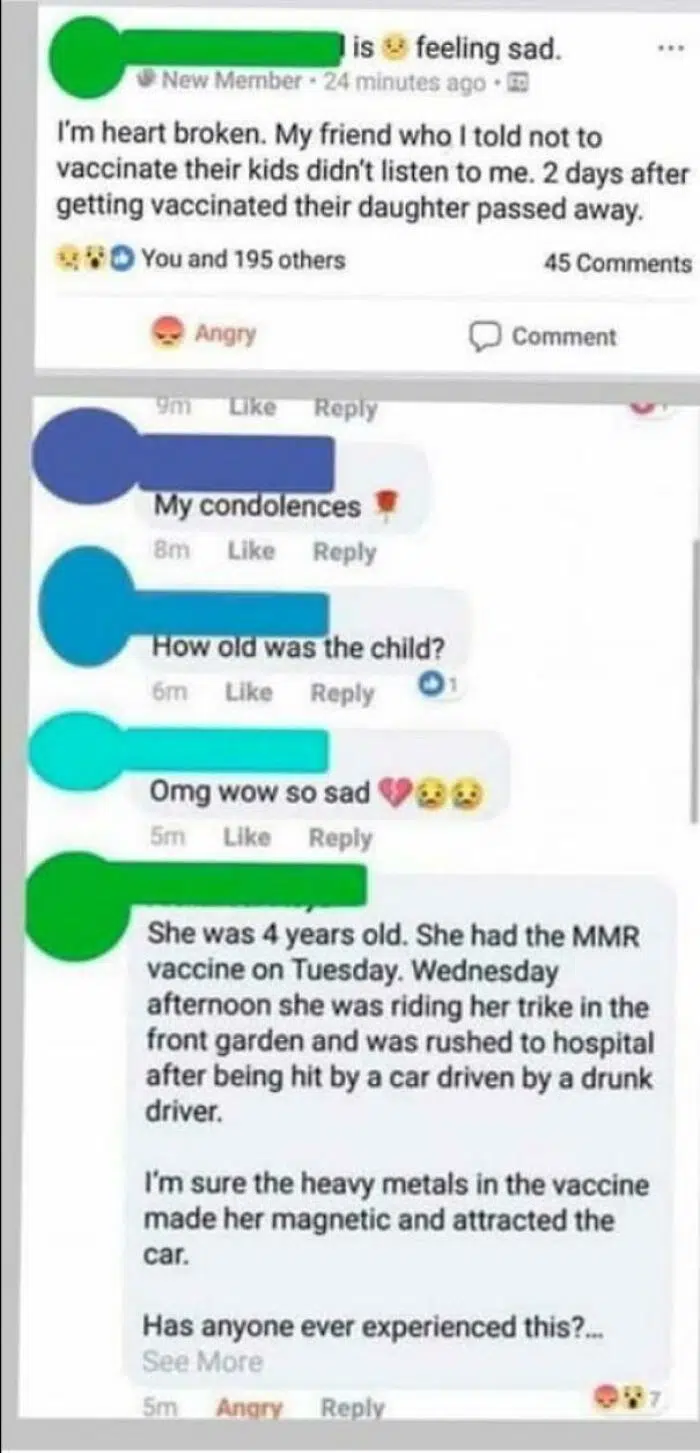 is 😟 feeling sad.
New Member · 24 minutes ago ·
I'm heart broken. My friend who I told not to
vaccinate their kids didn't listen to me. 2 days after
getting vaccinated their daughter passed away.
You and 195 others 45 Comments
Angry Comment
9m Like Reply
My condolences 🌹
8m Like Reply
How old was the child?
6m Like Reply 1
Omg wow so sad 💔😢😢
5m Like Reply
She was 4 years old. She had the MMR
vaccine on Tuesday. Wednesday
afternoon she was riding her trike in the
front garden and was rushed to hospital
after being hit by a car driven by a drunk
driver.
I'm sure the heavy metals in the vaccine
made her magnetic and attracted the
car.
Has anyone ever experienced this?...
See More
5m Angry Reply 7